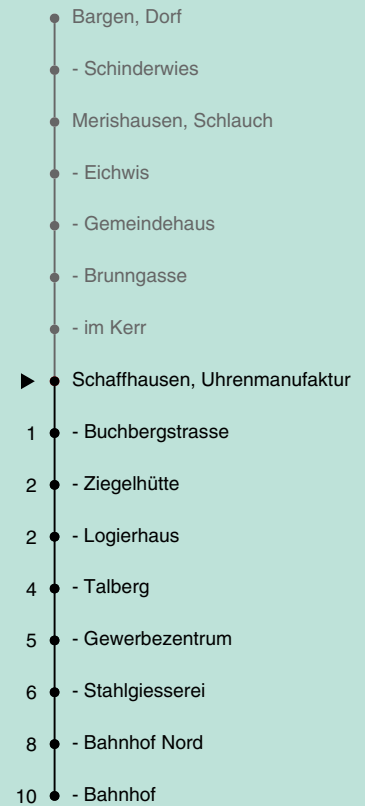 Bargen, Dorf
- Schinderwies
Merishausen, Schlauch
- Eichwis
- Gemeindehaus
- Brunngasse
- im Kerr
Schaffhausen, Uhrenmanufaktur
1 - Buchbergstrasse
2 - Ziegelhütte
2 - Logierhaus
4 - Talberg
5 - Gewerbezentrum
6 - Stahlgiesserei
8 - Bahnhof Nord
10 - Bahnhof